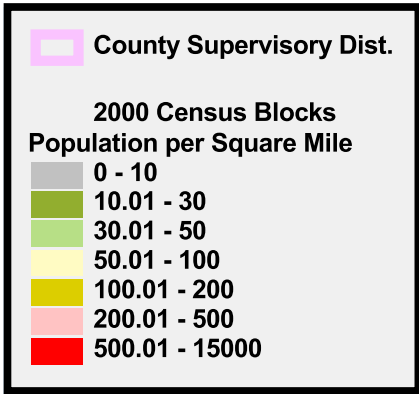 County Supervisory Dist.
2000 Census Blocks
Population per Square Mile
0 - 10
10.01 - 30
30.01 - 50
50.01 - 100
100.01 - 200
200.01 - 500
500.01 - 15000